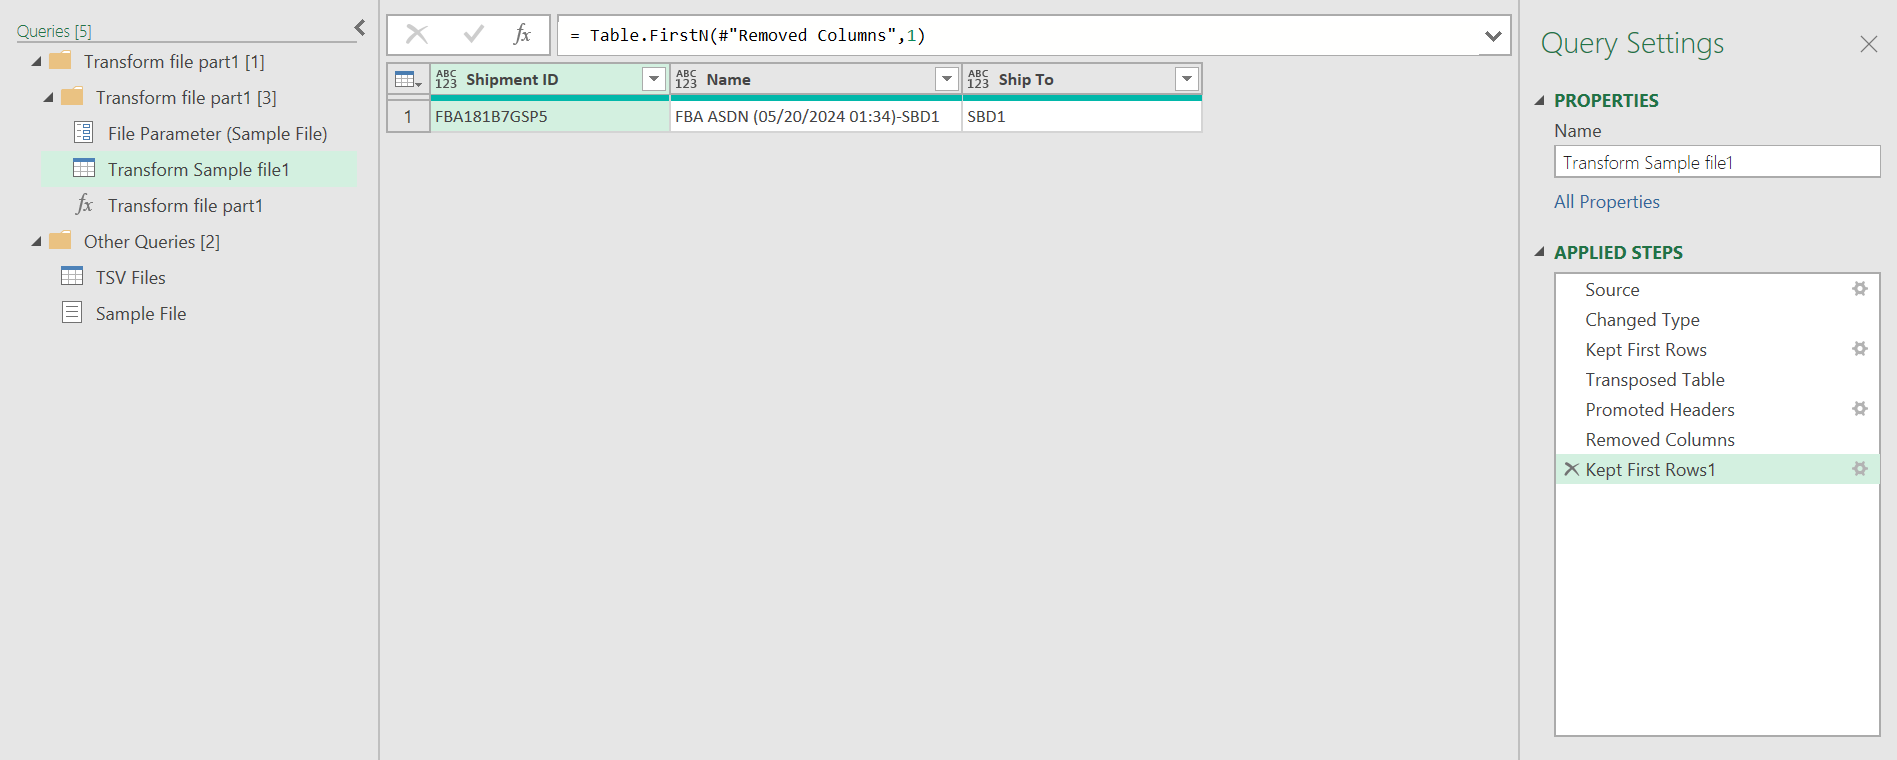 Queries [5]
Transform file part1 [1]
Transform file part1 [3]
File Parameter (Sample File)
Transform Sample file1
fx Transform file part1
Other Queries [2]
TSV Files
Sample File
fx
= Table.FirstN(#"Removed Columns",1)
ABC 123 Shipment ID ABC 123 Name ABC 123 Ship To
1 FBA181B7GSP5 FBA ASDN (05/20/2024 01:34)-SBD1 SBD1
Query Settings
PROPERTIES
Name
Transform Sample file1
All Properties
APPLIED STEPS
Source
Changed Type
Kept First Rows
Transposed Table
Promoted Headers
Removed Columns
Kept First Rows1